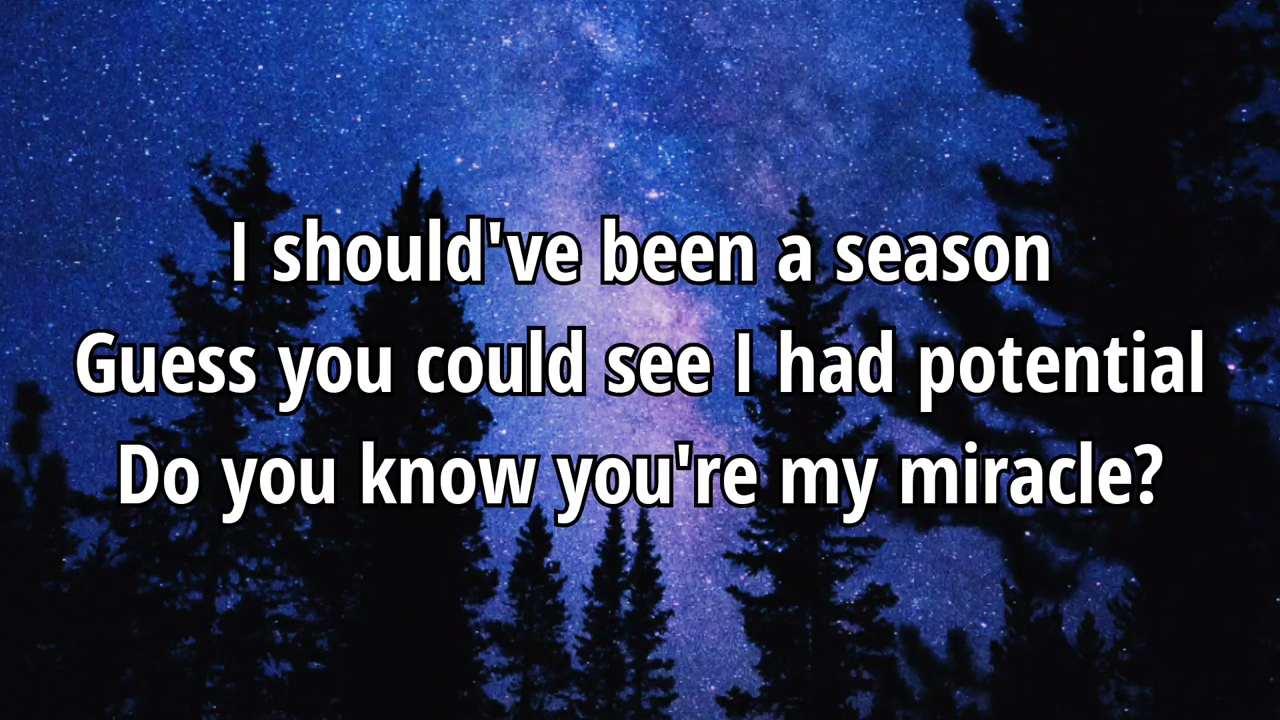 I should've been a season
Guess you could see I had potential
Do you know you're my miracle?